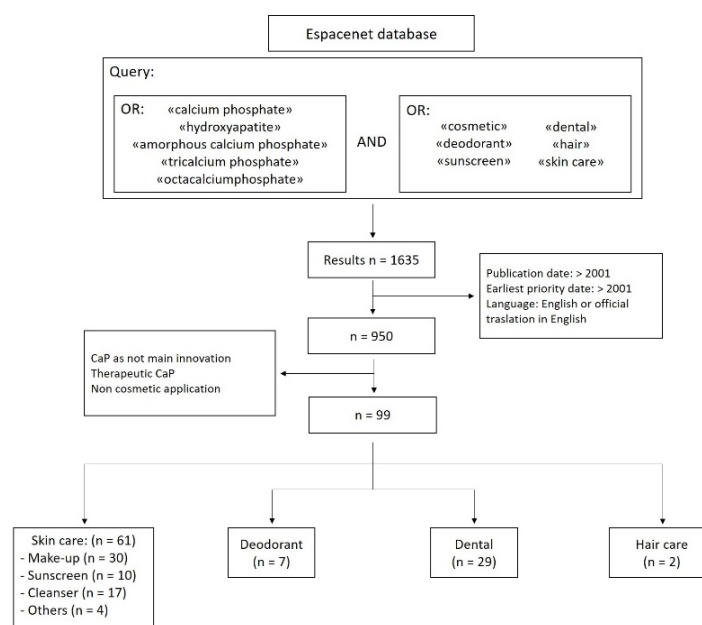 Espacenet database
Query:
OR: «calcium phosphate»
«hydroxyapatite»
«amorphous calcium phosphate»
«tricalcium phosphate»
«octacalciumphosphate»
AND
OR:
«cosmetic» «dental»
«deodorant» «hair»
«sunscreen» «skin care»
Results n = 1635
Publication date: > 2001
Earliest priority date: > 2001
Language: English or official
traslation in English
n = 950
CaP as not main innovation
Therapeutic CaP
Non cosmetic application
n = 99
Skin care: (n = 61)
- Make-up (n = 30)
- Sunscreen (n = 10)
- Cleanser (n = 17)
- Others (n = 4)
Deodorant
(n = 7)
Dental
(n = 29)
Hair care
(n = 2)